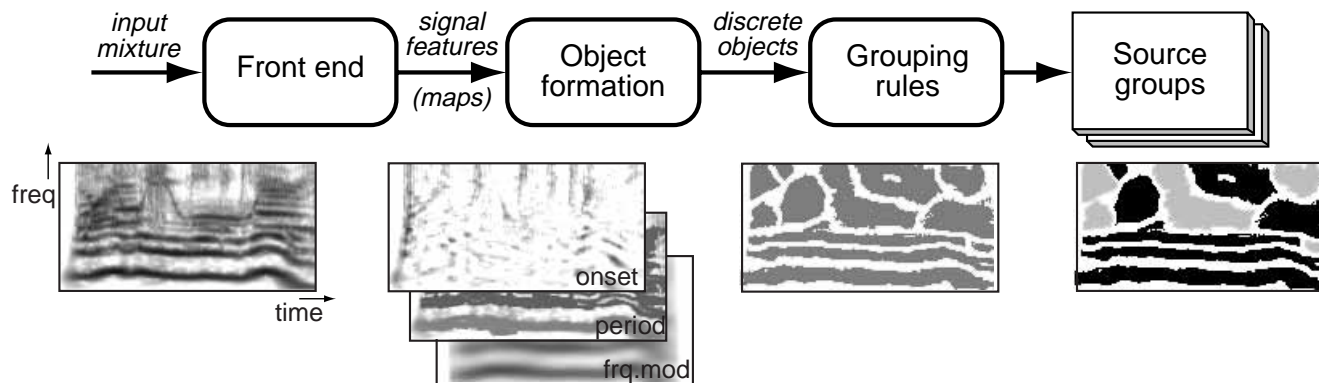 input
mixture
Front end
signal
features
(maps)
Object
formation
discrete
objects
Grouping
rules
Source
groups
freq
time
onset
period
frq.mod